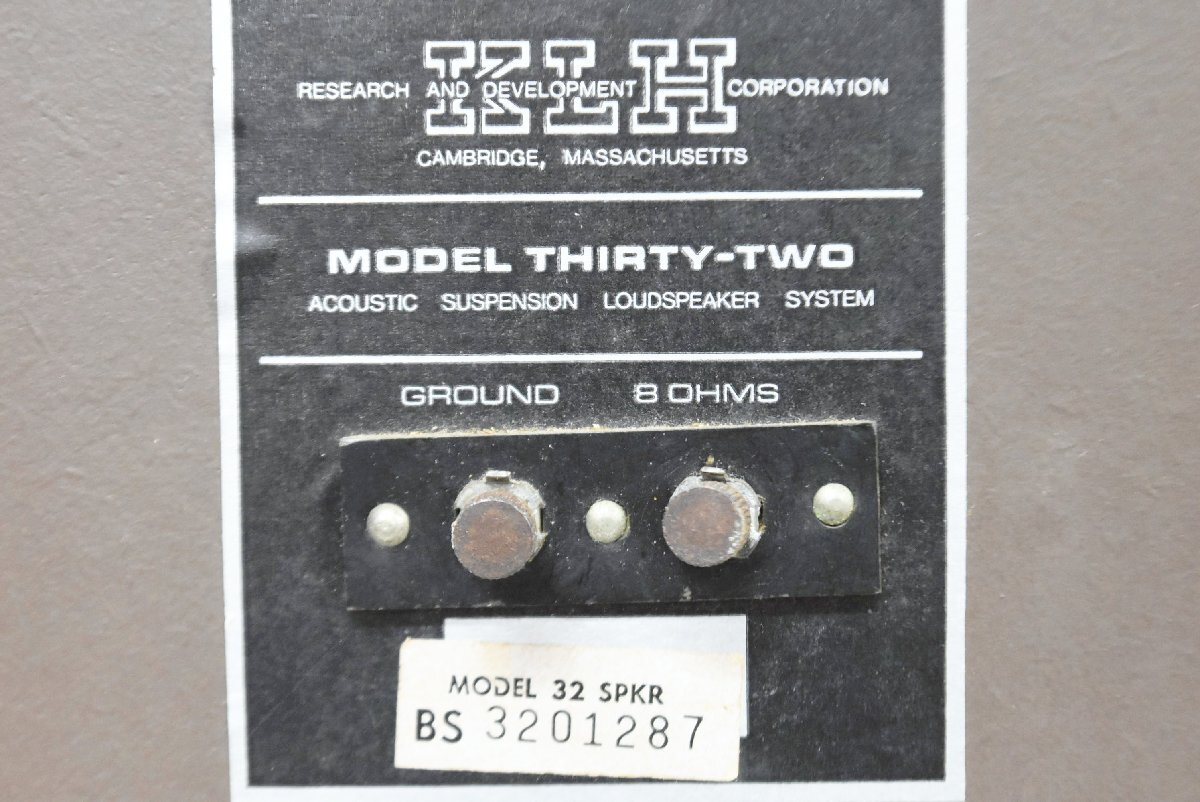 KLH
RESEARCH AND DEVELOPMENT CORPORATION
CAMBRIDGE, MASSACHUSETTS
MODEL THIRTY-TWO
ACOUSTIC SUSPENSION LOUDSPEAKER SYSTEM
GROUND 8 OHMS
MODEL 32 SPKR
BS 3201287